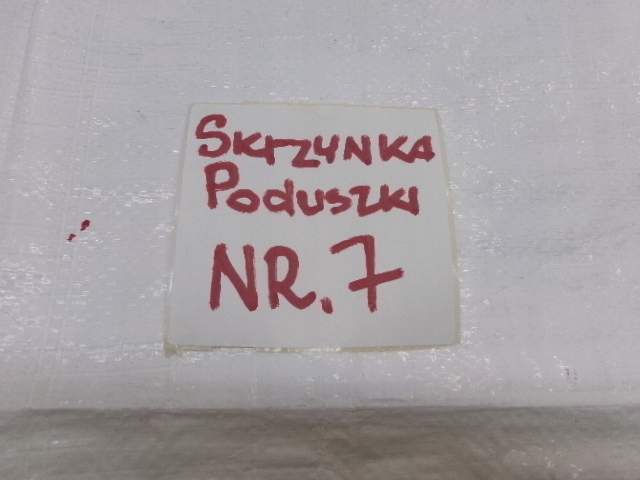 Skrzynka
Poduszki
NR. 7